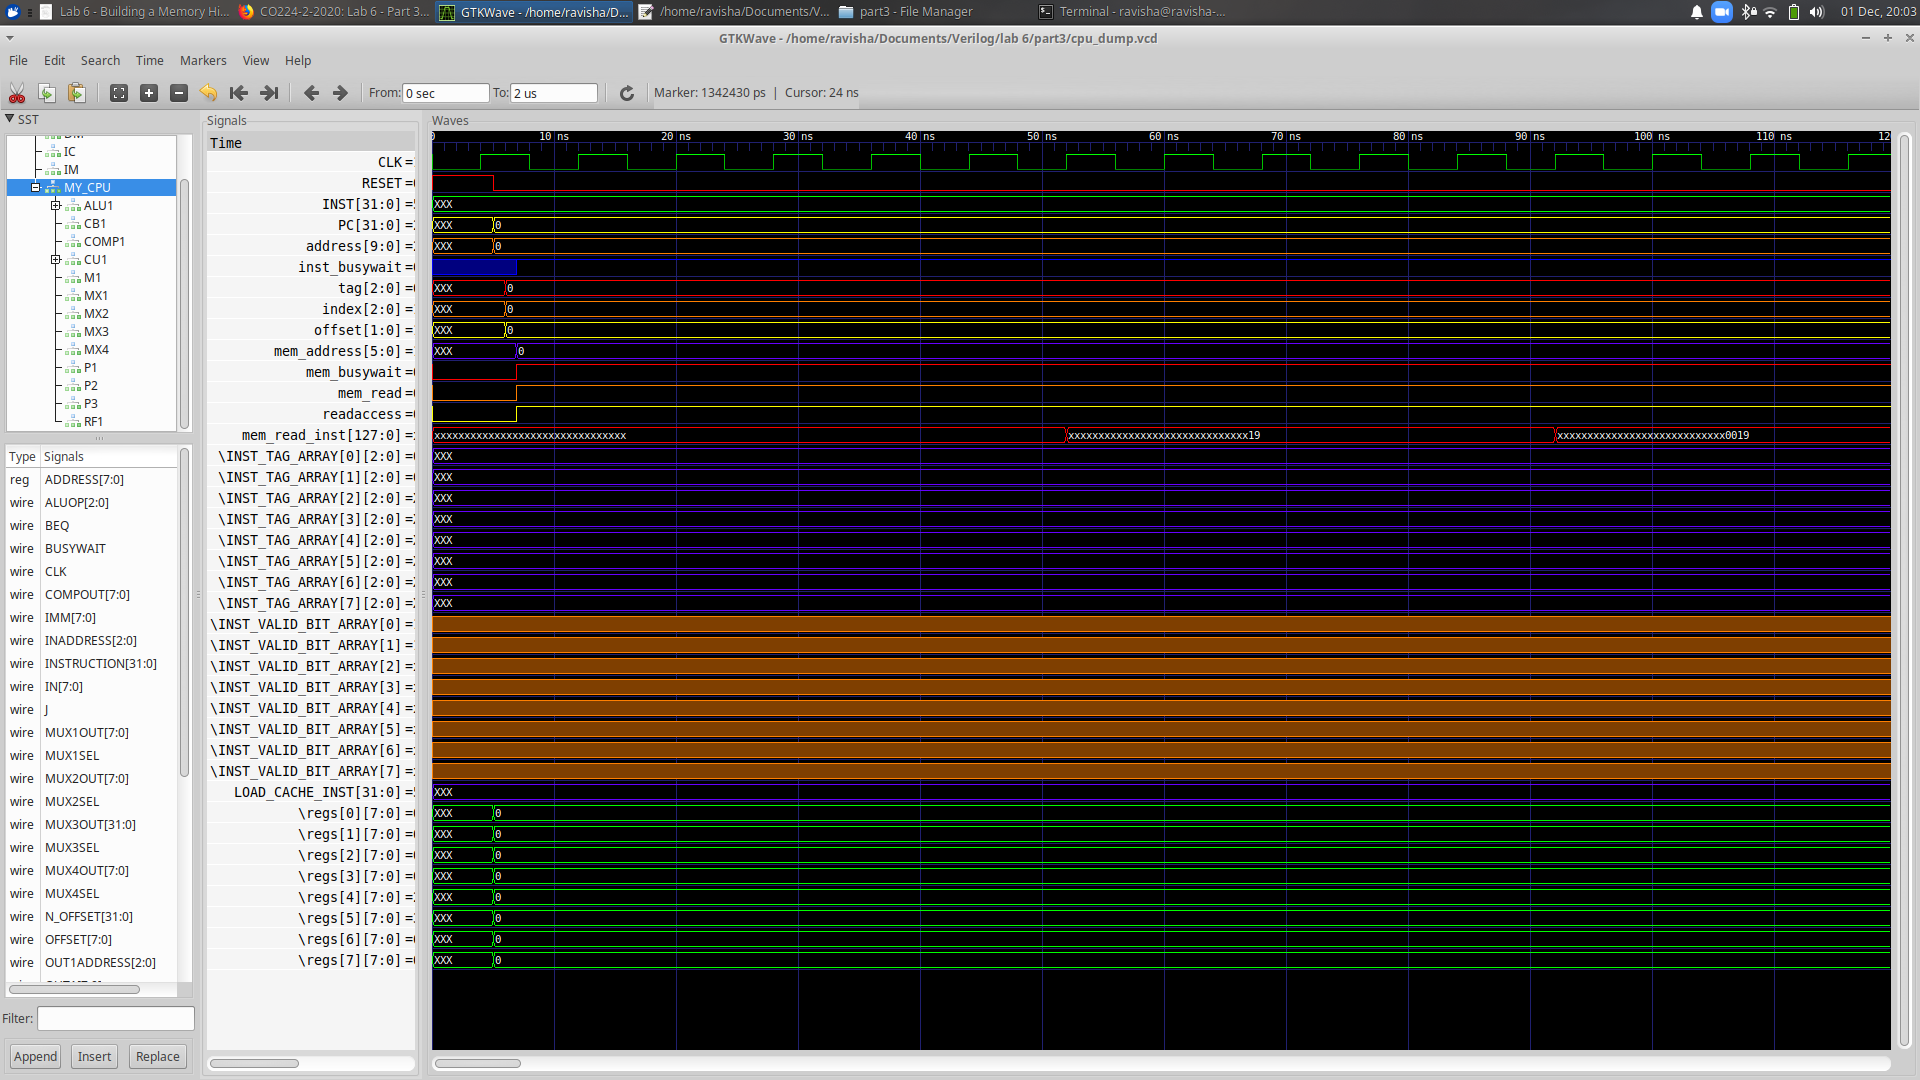 Lab 6 - Building a Memory Hi...
CO224-2-2020: Lab 6 - Part 3...
GTKWave - /home/ravisha/D...
/home/ravisha/Documents/V...
part3 - File Manager
Terminal - ravisha@ravisha-...
01 Dec, 20:03
GTKWave - /home/ravisha/Documents/Verilog/lab 6/part3/cpu_dump.vcd
File Edit Search Time Markers View Help
From: 0 sec To: 2 us Marker: 1342430 ps | Cursor: 24 ns
SST
IC
IM
MY_CPU
ALU1
CB1
COMP1
CU1
M1
MX1
MX2
MX3
MX4
P1
P2
P3
RF1
Type Signals
reg ADDRESS[7:0]
wire ALUOP[2:0]
wire BEQ
wire BUSYWAIT
wire CLK
wire COMPOUT[7:0]
wire IMM[7:0]
wire INADDRESS[2:0]
wire INSTRUCTION[31:0]
wire IN[7:0]
wire J
wire MUX1OUT[7:0]
wire MUX1SEL
wire MUX2OUT[7:0]
wire MUX2SEL
wire MUX3OUT[31:0]
wire MUX3SEL
wire MUX4OUT[7:0]
wire MUX4SEL
wire N_OFFSET[31:0]
wire OFFSET[7:0]
wire OUT1ADDRESS[2:0]
Filter:
Append Insert Replace
Signals
Waves
Time
0 10 ns 20 ns 30 ns 40 ns 50 ns 60 ns 70 ns 80 ns 90 ns 100 ns 110 ns 12
CLK =
RESET =
INST[31:0] = XXX
PC[31:0] = XXX 0
address[9:0] = XXX 0
inst_busywait =
tag[2:0] = XXX 0
index[2:0] = XXX 0
offset[1:0] = XXX 0
mem_address[5:0] = XXX 0
mem_busywait =
mem_read =
readaccess =
mem_read_inst[127:0] = xxxxxxxxxxxxxxxxxxxxxxxxxxxxxxxx xxxxxxxxxxxxxxxxxxxxxxxxxxxxxx19 xxxxxxxxxxxxxxxxxxxxxxxxxxxx0019
\INST_TAG_ARRAY[0][2:0] = XXX
\INST_TAG_ARRAY[1][2:0] = XXX
\INST_TAG_ARRAY[2][2:0] = XXX
\INST_TAG_ARRAY[3][2:0] = XXX
\INST_TAG_ARRAY[4][2:0] = XXX
\INST_TAG_ARRAY[5][2:0] = XXX
\INST_TAG_ARRAY[6][2:0] = XXX
\INST_TAG_ARRAY[7][2:0] = XXX
\INST_VALID_BIT_ARRAY[0] =
\INST_VALID_BIT_ARRAY[1] =
\INST_VALID_BIT_ARRAY[2] =
\INST_VALID_BIT_ARRAY[3] =
\INST_VALID_BIT_ARRAY[4] =
\INST_VALID_BIT_ARRAY[5] =
\INST_VALID_BIT_ARRAY[6] =
\INST_VALID_BIT_ARRAY[7] =
LOAD_CACHE_INST[31:0] = XXX
\regs[0][7:0] = XXX 0
\regs[1][7:0] = XXX 0
\regs[2][7:0] = XXX 0
\regs[3][7:0] = XXX 0
\regs[4][7:0] = XXX 0
\regs[5][7:0] = XXX 0
\regs[6][7:0] = XXX 0
\regs[7][7:0] = XXX 0